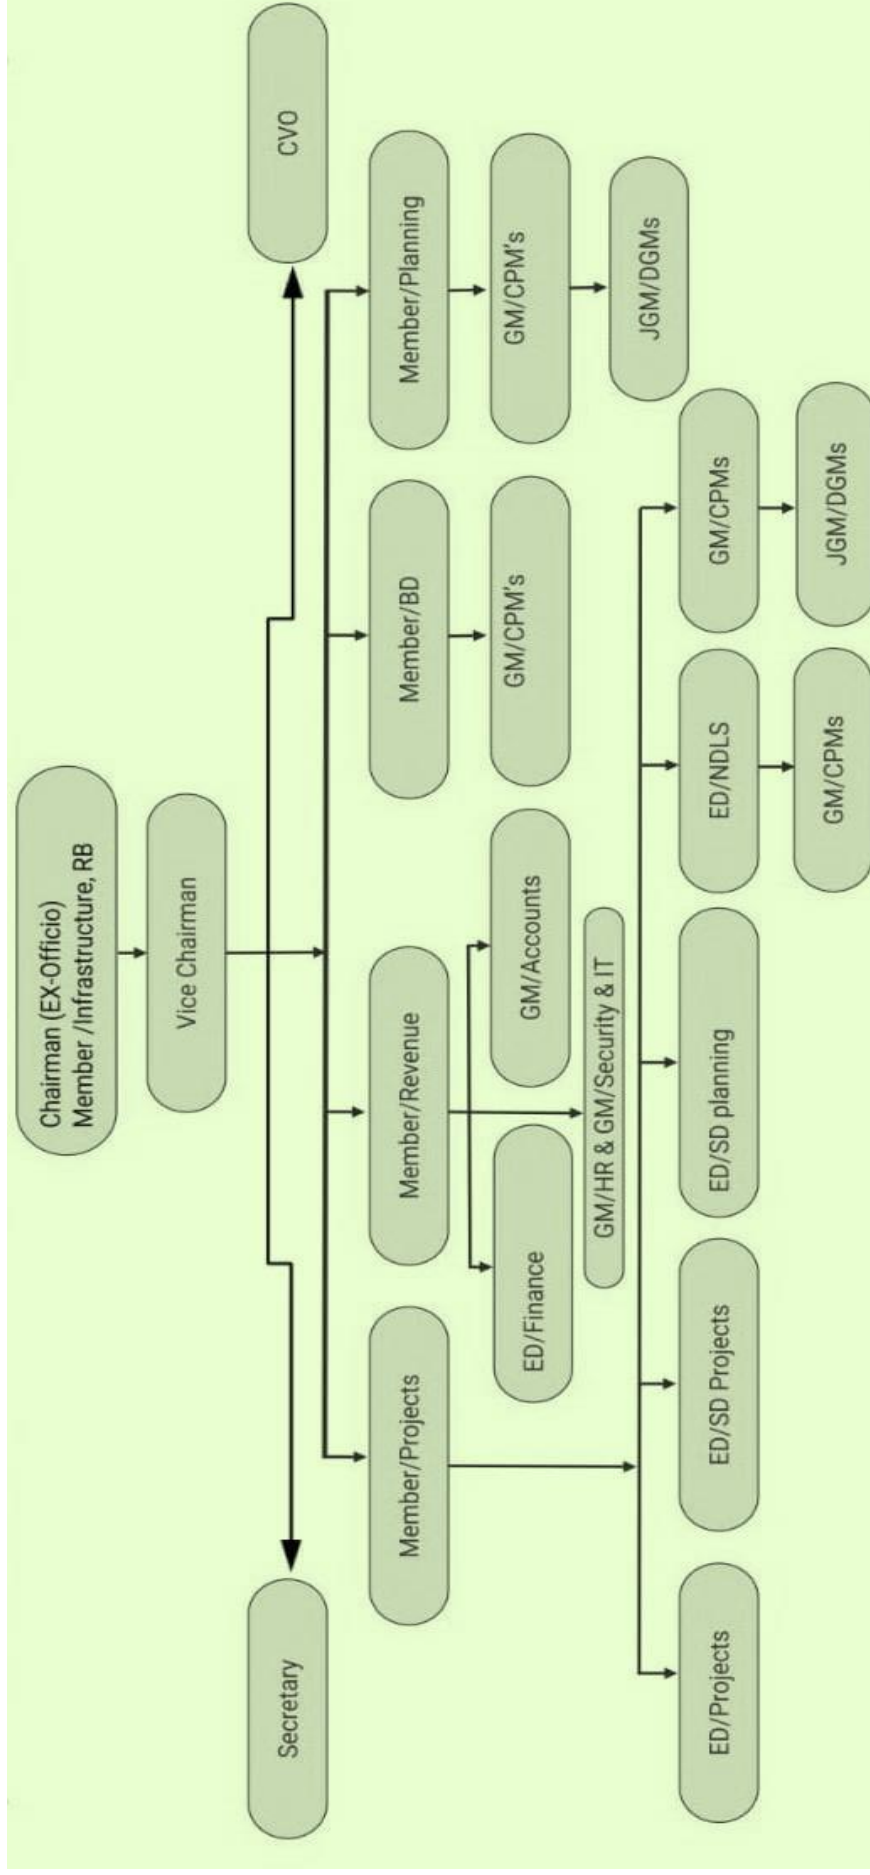 Chairman (EX-Officio)
Member /Infrastructure, RB
Vice Chairman
Secretary
CVO
Member/Projects
Member/Revenue
Member/BD
Member/Planning
ED/Finance
GM/Accounts
GM/CPM's
GM/CPM's
GM/HR & GM/Security & IT
JGM/DGMs
ED/Projects
ED/SD Projects
ED/SD planning
ED/NDLS
GM/CPMs
GM/CPMs
JGM/DGMs